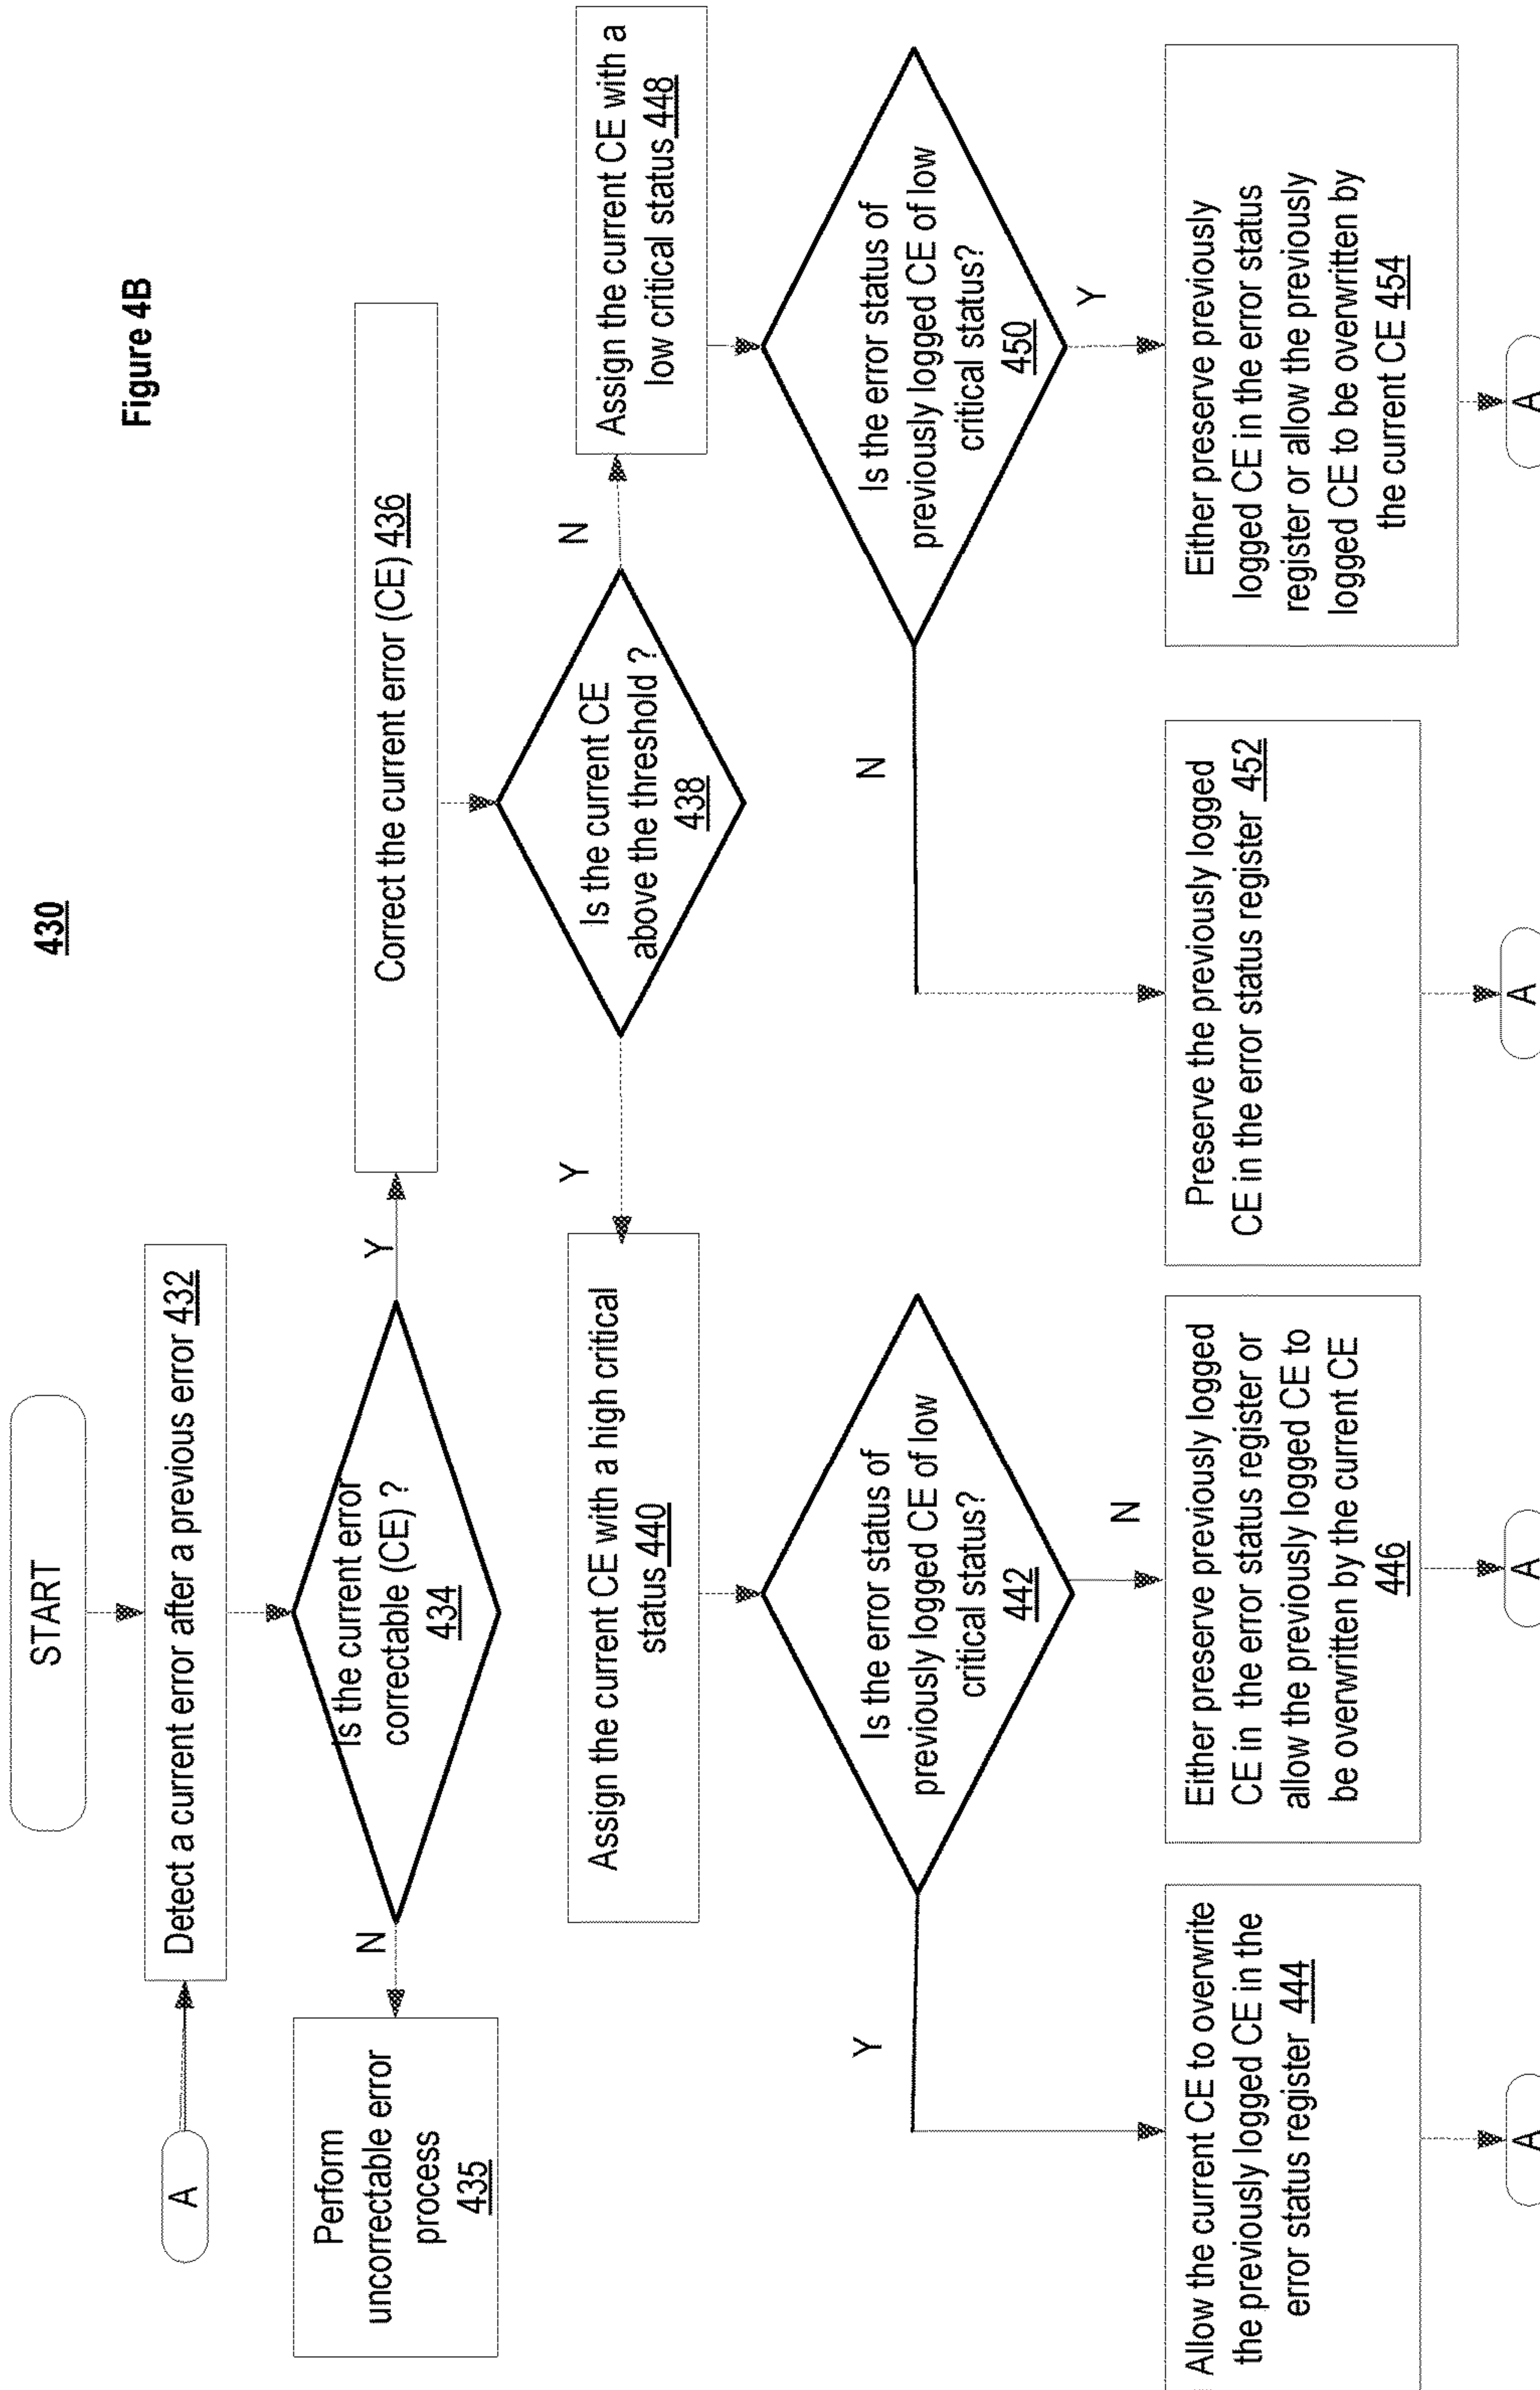 430
Figure 4B
START
A
Detect a current error after a previous error 432
Is the current error
correctable (CE) ?
434
N
Y
Perform
uncorrectable error
process
435
Correct the current error (CE) 436
Is the current CE
above the threshold ?
438
Y
N
Assign the current CE with a high critical
status 440
Assign the current CE with a
low critical status 448
Is the error status of
previously logged CE of low
critical status?
442
Y
N
Is the error status of
previously logged CE of low
critical status?
450
N
Y
Allow the current CE to overwrite
the previously logged CE in the
error status register 444
Either preserve previously logged
CE in the error status register or
allow the previously logged CE to
be overwritten by the current CE
446
Preserve the previously logged
CE in the error status register 452
Either preserve previously
logged CE in the error status
register or allow the previously
logged CE to be overwritten by
the current CE 454
A
A
A
A